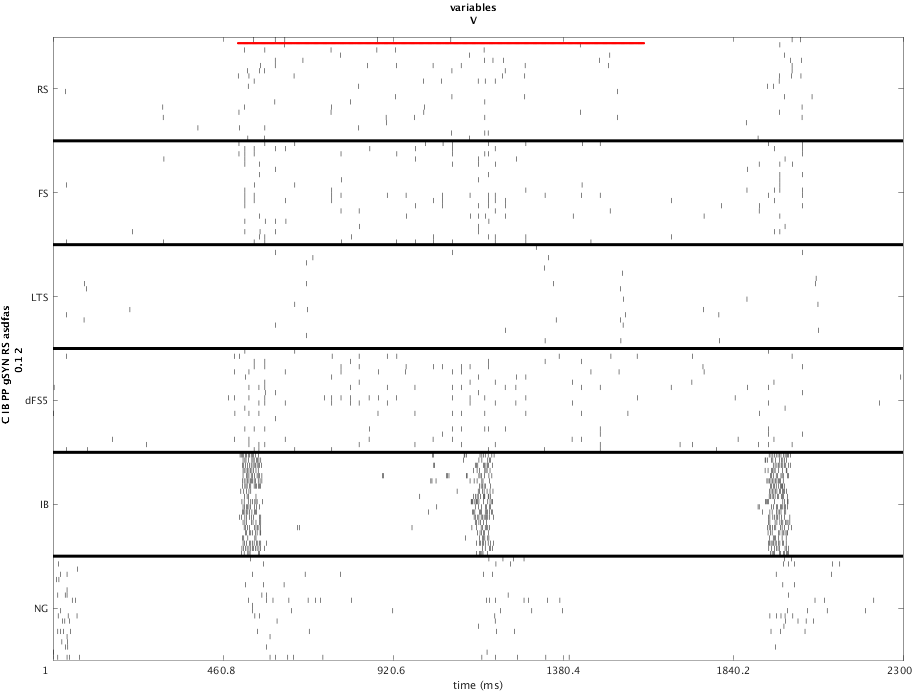 variables
V
RS
FS
LTS
dFS5
IB
NG
C IB PP gSYN RS asdfas
0.1 2
1
460.8
920.6
1380.4
1840.2
2300
time (ms)